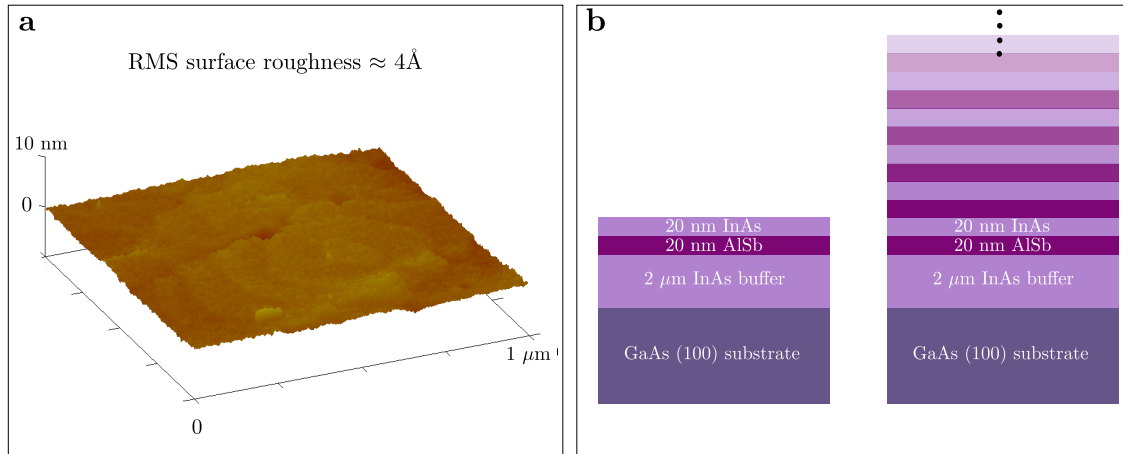 a
RMS surface roughness ≈ 4Å
10 nm
0
1 μm
0
b
20 nm InAs
20 nm AlSb
2 μm InAs buffer
GaAs (100) substrate
20 nm InAs
20 nm AlSb
2 μm InAs buffer
GaAs (100) substrate